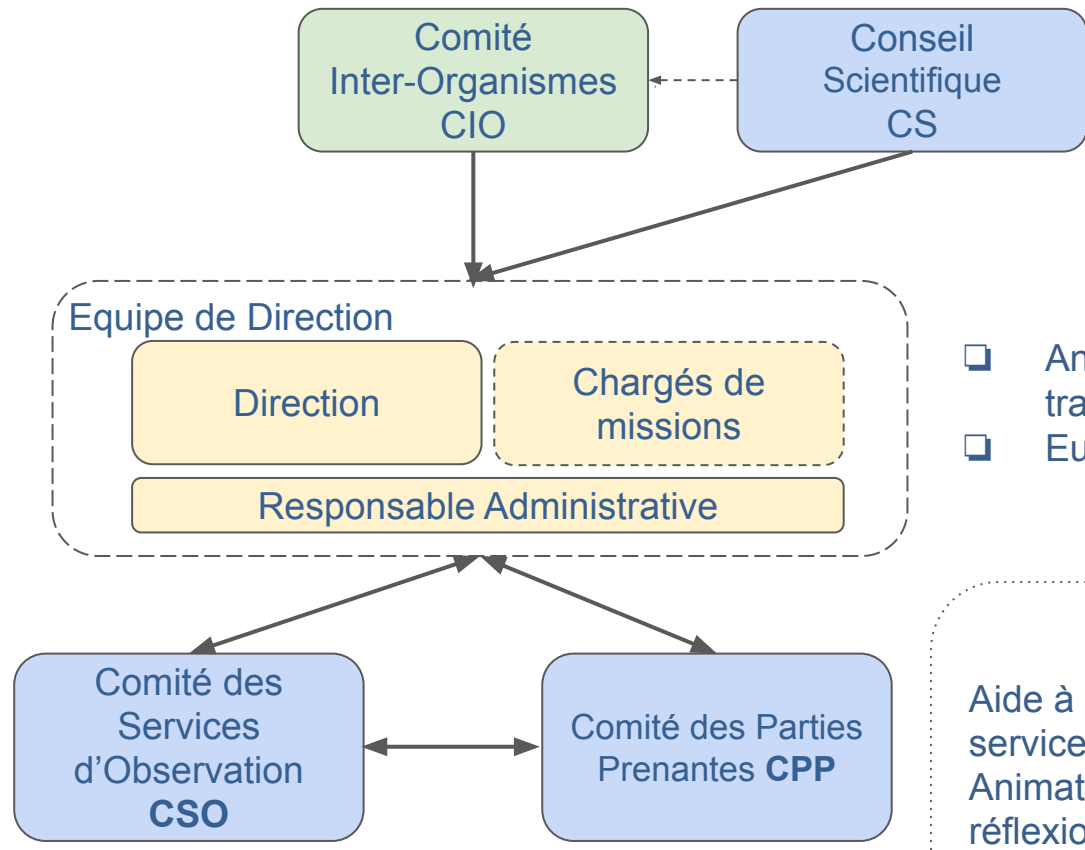 Comité
Inter-Organismes
CIO
Conseil
Scientifique
CS
Equipe de Direction
Direction
Chargés de
missions
Responsable Administrative
Comité des
Services
d'Observation
CSO
Comité des Parties
Prenantes CPP
Aide à